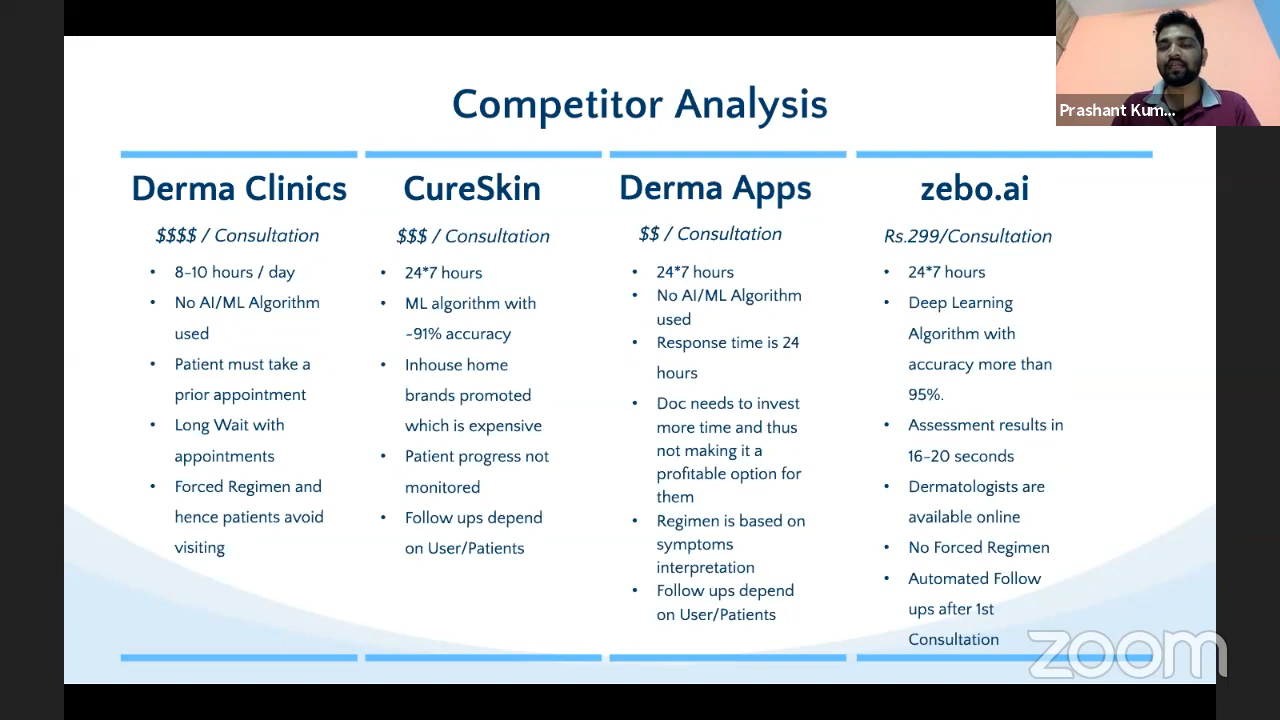 Competitor Analysis
Prashant Kum...
Derma Clinics
$$$$ / Consultation
• 8-10 hours / day
• No AI/ML Algorithm
used
• Patient must take a
prior appointment
• Long Wait with
appointments
• Forced Regimen and
hence patients avoid
visiting
CureSkin
$$$ / Consultation
• 24*7 hours
• ML algorithm with
~91% accuracy
• Inhouse home
brands promoted
which is expensive
• Patient progress not
monitored
• Follow ups depend
on User/Patients
Derma Apps
$$ / Consultation
• 24*7 hours
• No AI/ML Algorithm
used
• Response time is 24
hours
• Doc needs to invest
more time and thus
not making it a
profitable option for
them
• Regimen is based on
symptoms
interpretation
• Follow ups depend
on User/Patients
zebo.ai
Rs.299/Consultation
• 24*7 hours
• Deep Learning
Algorithm with
accuracy more than
95%.
• Assessment results in
16-20 seconds
• Dermatologists are
available online
• No Forced Regimen
• Automated Follow
ups after 1st
Consultation
zoom